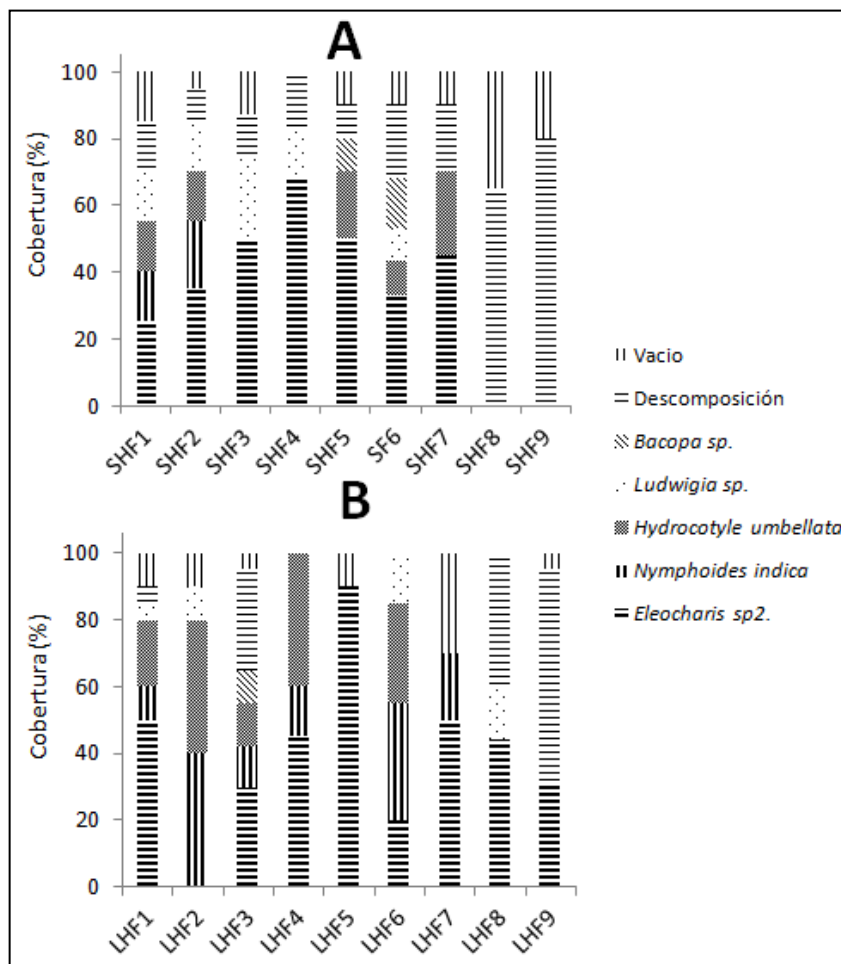 A
Cobertura (%)
100
80
60
40
20
0
SHF1 SHF2 SHF3 SHF4 SHF5 SF6 SHF7 SHF8 SHF9
Vacio
Descomposición
Bacopa sp.
Ludwigia sp.
Hydrocotyle umbellata
Nymphoides indica
Eleocharis sp2.
B
Cobertura (%)
100
80
60
40
20
0
LHF1 LHF2 LHF3 LHF4 LHF5 LHF6 LHF7 LHF8 LHF9